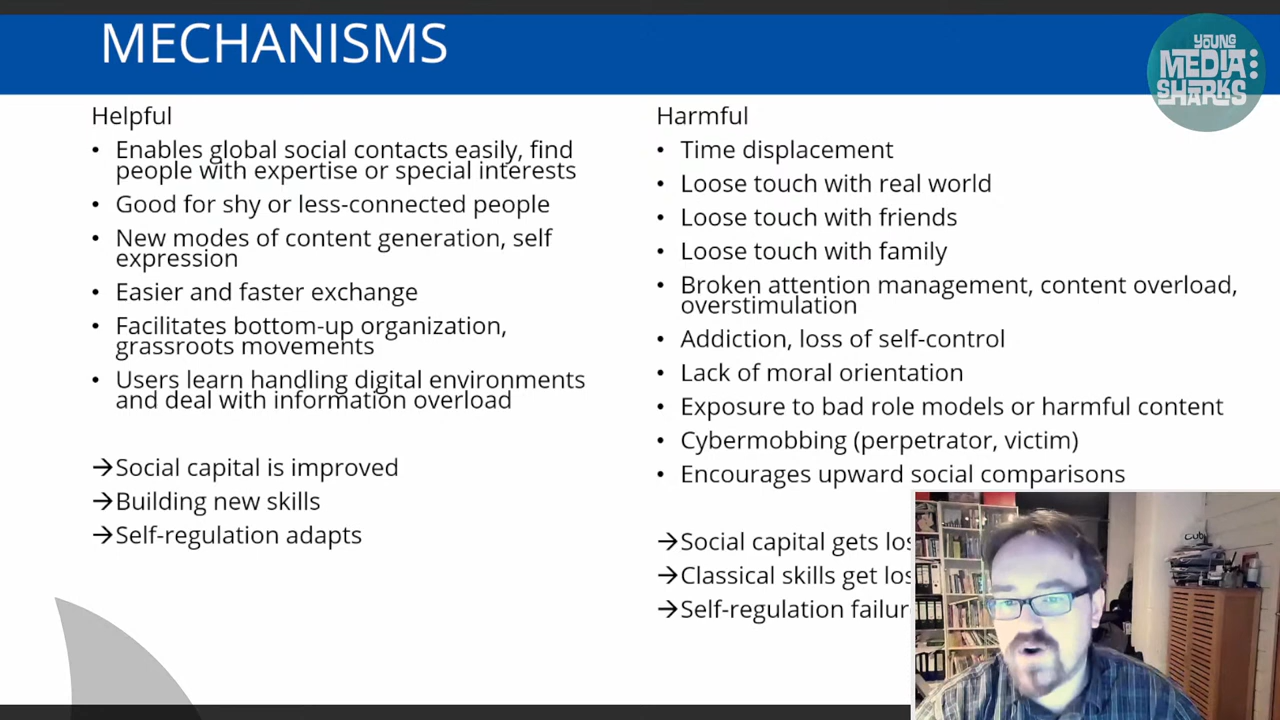 MECHANISMS
YOUNG
MEDIA
SHARKS
Helpful
• Enables global social contacts easily, find
people with expertise or special interests
• Good for shy or less-connected people
• New modes of content generation, self
expression
• Easier and faster exchange
• Facilitates bottom-up organization,
grassroots movements
• Users learn handling digital environments
and deal with information overload
→Social capital is improved
→Building new skills
→Self-regulation adapts
Harmful
• Time displacement
• Loose touch with real world
• Loose touch with friends
• Loose touch with family
• Broken attention management, content overload,
overstimulation
• Addiction, loss of self-control
• Lack of moral orientation
• Exposure to bad role models or harmful content
• Cybermobbing (perpetrator, victim)
• Encourages upward social comparisons
→Social capital gets los
→Classical skills get los
→Self-regulation failur